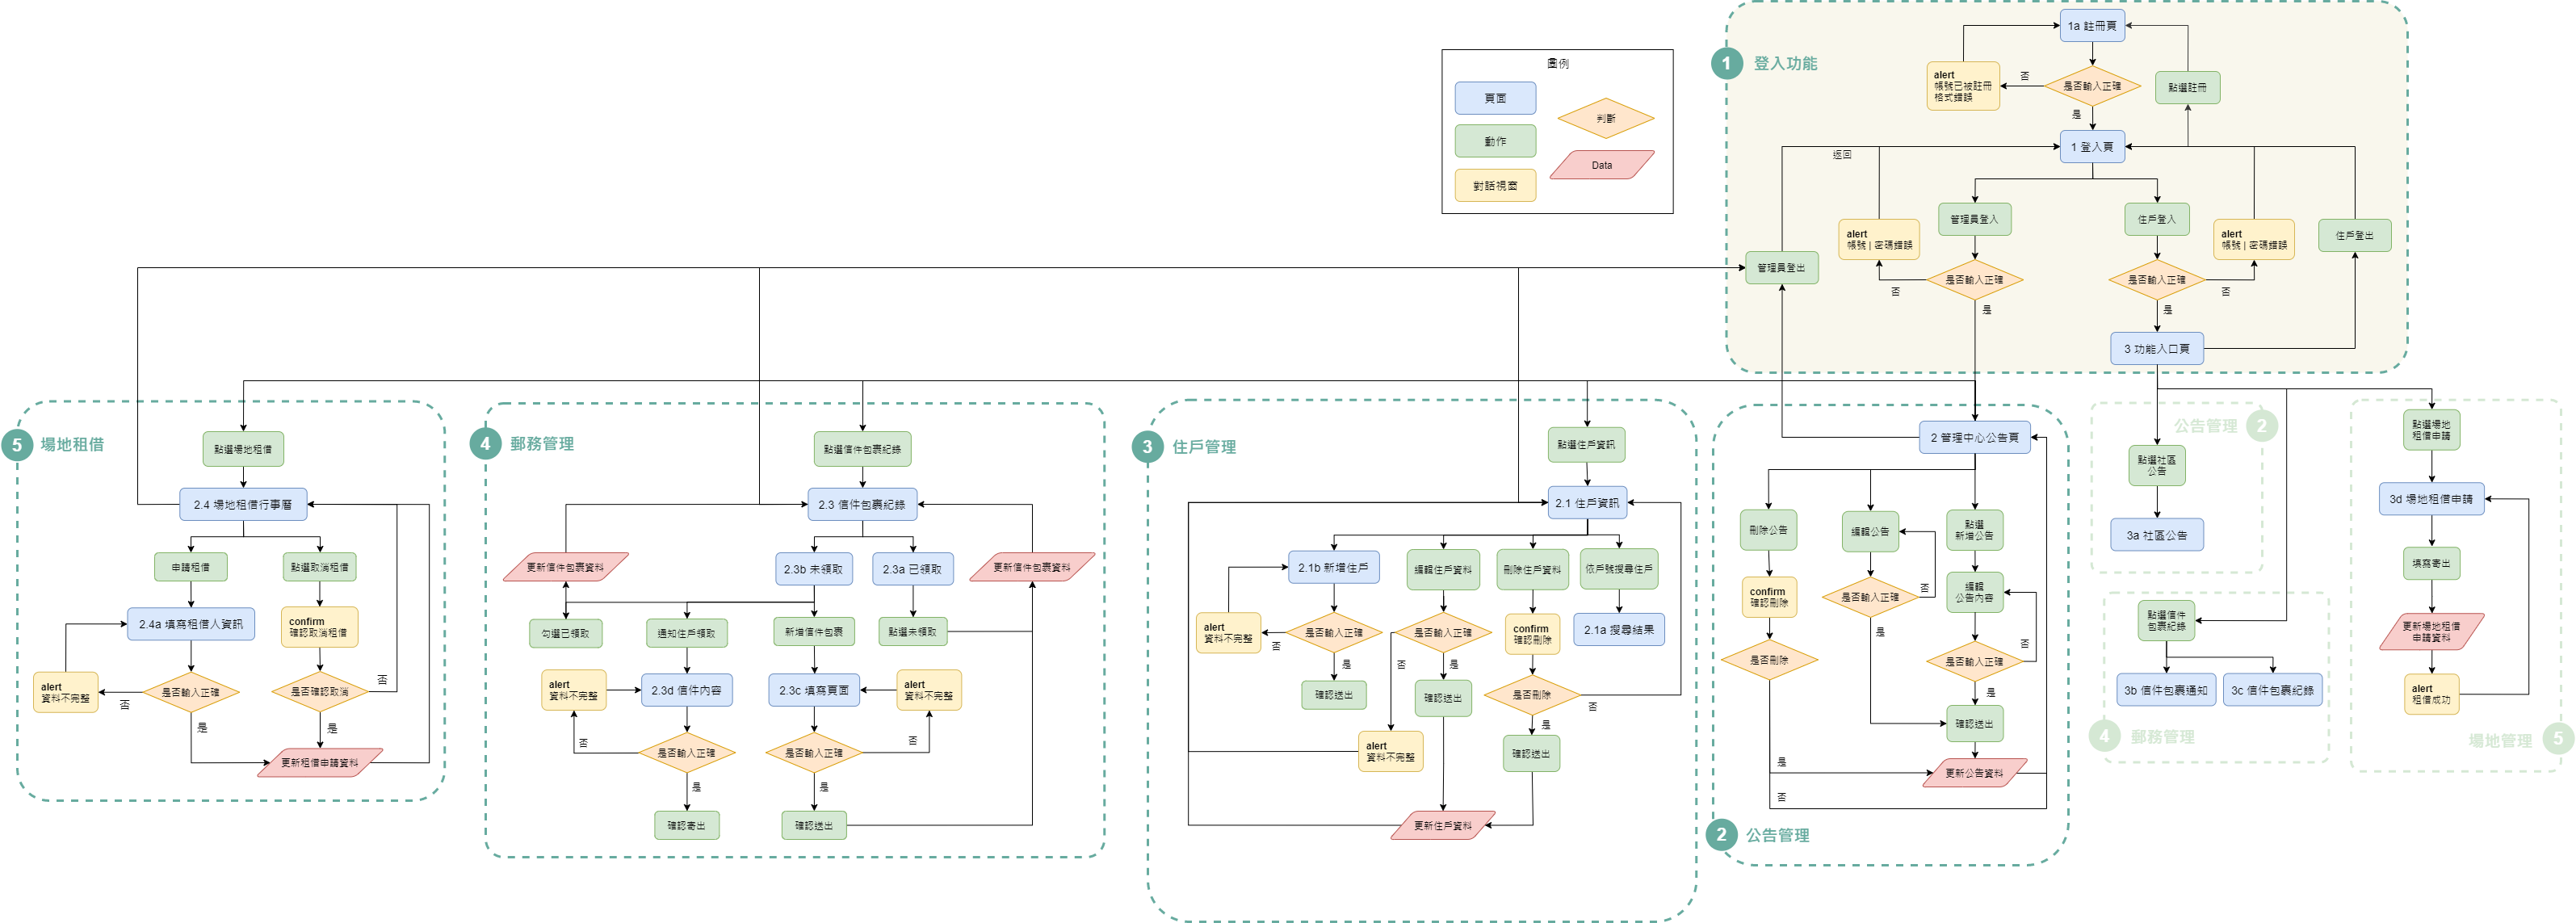 圖例
頁面
動作
對話視窗
判斷
Data
1
登入功能
1a 註冊頁
alert
帳號已被註冊
格式錯誤
否
是否輸入正確
點選註冊
是
1 登入頁
返回
管理員登入
住戶登入
alert
帳號 | 密碼錯誤
alert
帳號 | 密碼錯誤
住戶登出
管理員登出
是否輸入正確
是否輸入正確
否
否
是
是
3 功能入口頁
5
場地租借
點選場地租借
2.4 場地租借行事曆
申請租借
點選取消租借
2.4a 填寫租借人資訊
confirm
確認取消租借
alert
資料不完整
否
是否輸入正確
是否確認取消
否
是
是
更新租借申請資料
4
郵務管理
點選信件包裹紀錄
2.3 信件包裹紀錄
更新信件包裹資料
2.3b 未領取
2.3a 已領取
更新信件包裹資料
勾選已領取
通知住戶領取
新增信件包裹
點選未領取
alert
資料不完整
2.3d 信件內容
2.3c 填寫頁面
alert
資料不完整
否
是否輸入正確
是否輸入正確
否
是
是
確認寄出
確認送出
3
住戶管理
點選住戶資訊
2.1 住戶資訊
2.1b 新增住戶
編輯住戶資料
刪除住戶資料
依戶號搜尋住戶
alert
資料不完整
否
是否輸入正確
是否輸入正確
confirm
確認刪除
2.1a 搜尋結果
是
否
是
確認送出
確認送出
是否刪除
否
是
alert
資料不完整
確認送出
更新住戶資料
2
公告管理
2 管理中心公告頁
刪除公告
編輯公告
點選
新增公告
confirm
確認刪除
是否輸入正確
否
編輯
公告內容
是否刪除
是
是否輸入正確
否
是
確認送出
是
更新公告資料
否
公告管理
2
點選社區
公告
3a 社區公告
點選信件
包裹紀錄
3b 信件包裹通知
3c 信件包裹紀錄
4
郵務管理
點選場地
租借申請
3d 場地租借申請
填寫寄出
更新場地租借
申請資料
alert
租借成功
場地管理
5